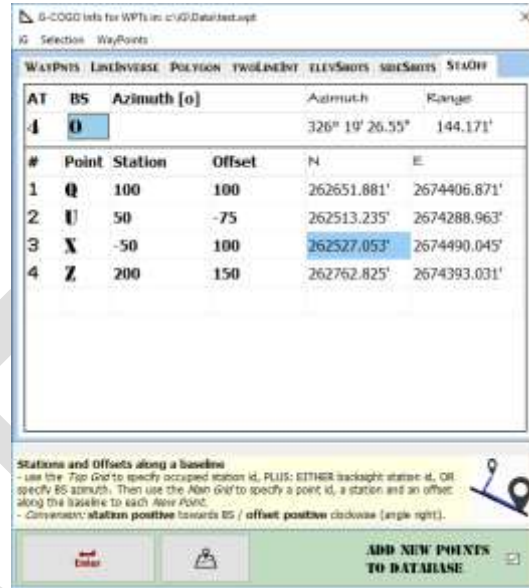 G-COGO Info for WPTs in: c:\iG\Data\test.wpt
iG Selection WayPoints
WayPnts LineInverse Polygon twoLineInt elevShots sideShots StaOff
AT BS Azimuth [o] Azimuth Range
4 O 326° 19' 26.55" 144.171'
# Point Station Offset N E
1 Q 100 100 262651.881' 2674406.871'
2 U 50 -75 262513.235' 2674288.963'
3 X -50 100 262527.053' 2674490.045'
4 Z 200 150 262762.825' 2674393.031'
Stations and Offsets along a baseline
- use the Top Grid to specify occupied station id, PLUS: EITHER backsight station id, OR
specify BS azimuth. Then use the Main Grid to specify a point id, a station and an offset
along the baseline to each New Point.
- Convension: station positive towards BS / offset positive clockwise (angle right).
Enter
ADD NEW POINTS
TO DATABASE